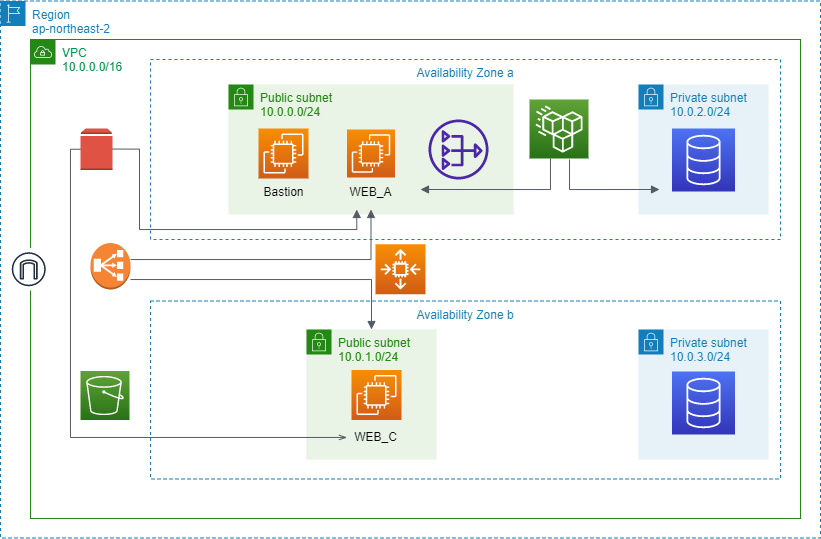 Region
ap-northeast-2
VPC
10.0.0.0/16
Availability Zone a
Public subnet
10.0.0.0/24
Private subnet
10.0.2.0/24
Bastion
WEB_A
Availability Zone b
Public subnet
10.0.1.0/24
Private subnet
10.0.3.0/24
WEB_C